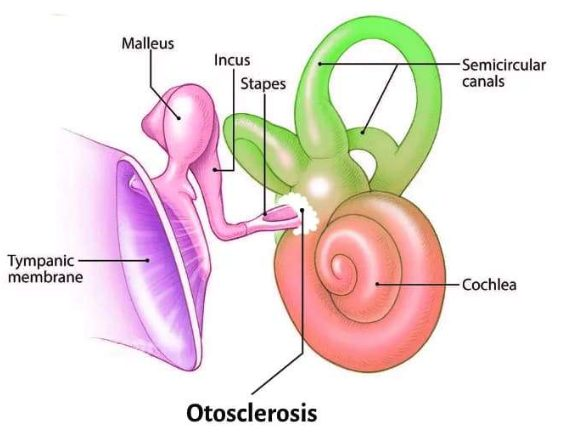 Malleus
Incus
Stapes
Semicircular
canals
Tympanic
membrane
Cochlea
Otosclerosis